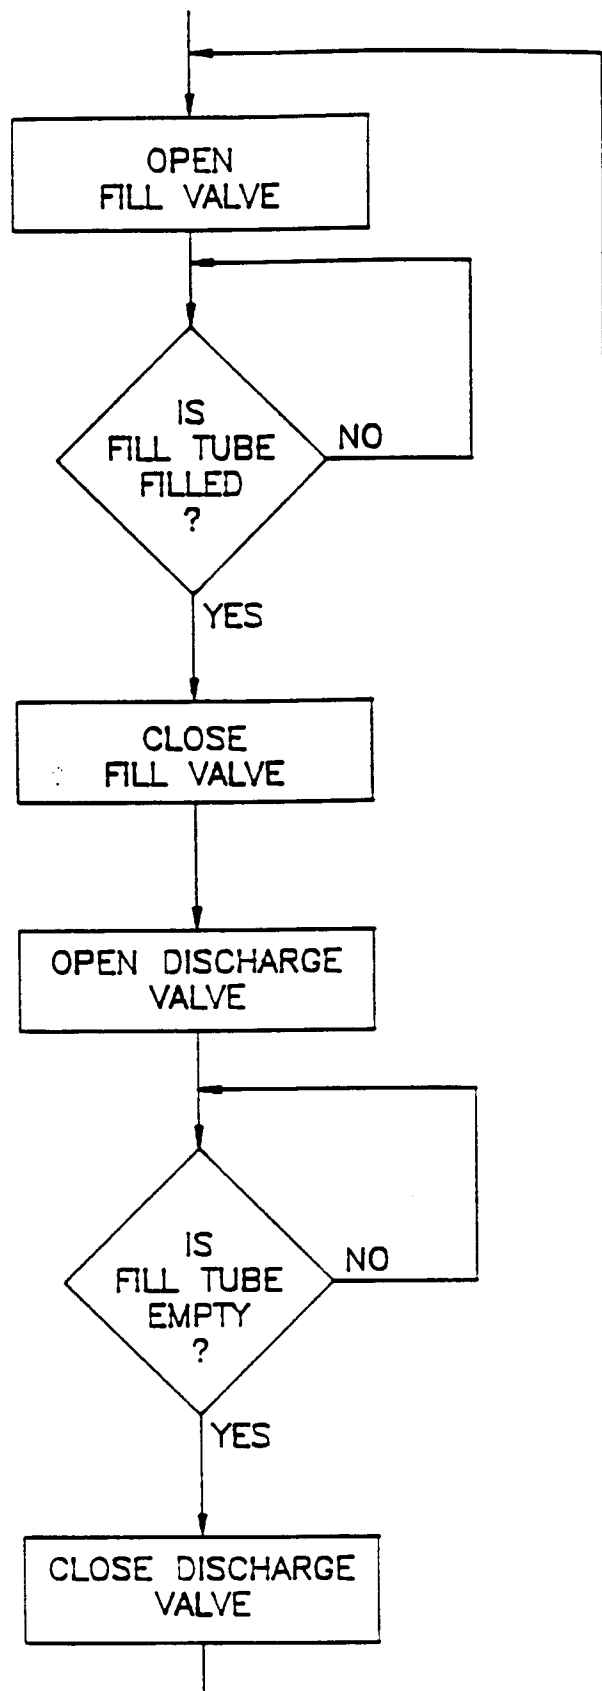 OPEN
FILL VALVE
IS
FILL TUBE
FILLED
?
NO
YES
CLOSE
FILL VALVE
OPEN DISCHARGE
VALVE
IS
FILL TUBE
EMPTY
?
NO
YES
CLOSE DISCHARGE
VALVE